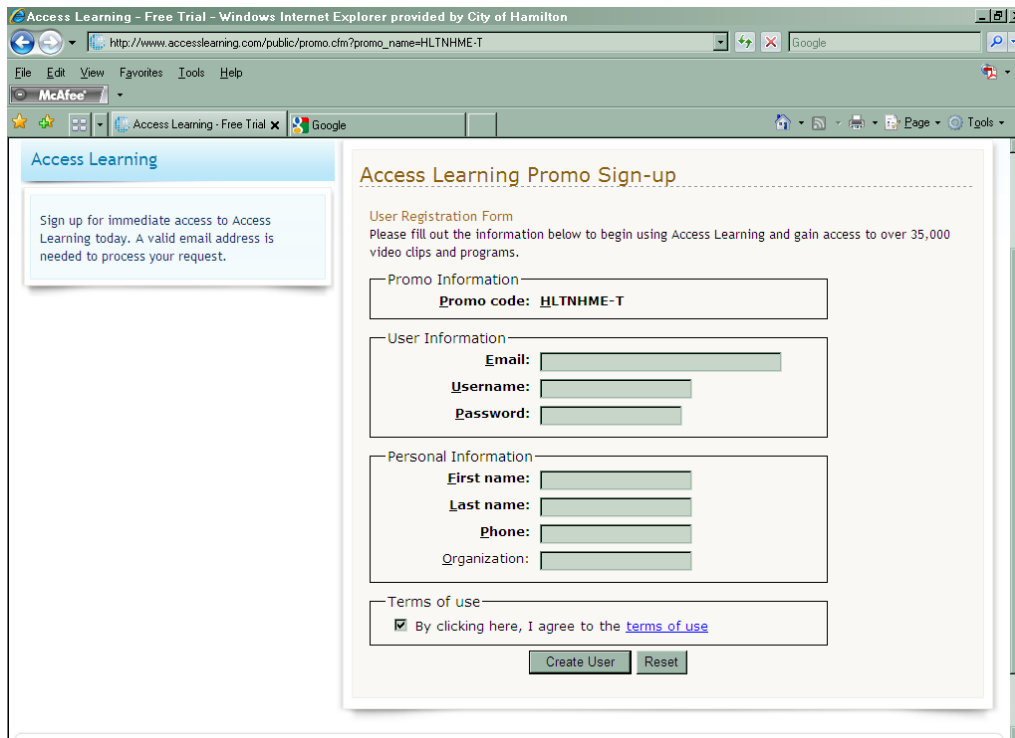 Access Learning - Free Trial - Windows Internet Explorer provided by City of Hamilton
http://www.accesslearning.com/public/promo.cfm?promo_name=HLTNHME-T
Google
File Edit View Favorites Tools Help
McAfee
Access Learning - Free Trial
Google
Page
Tools
Access Learning
Sign up for immediate access to Access
Learning today. A valid email address is
needed to process your request.
Access Learning Promo Sign-up
User Registration Form
Please fill out the information below to begin using Access Learning and gain access to over 35,000
video clips and programs.
Promo Information
Promo code: HLTNHME-T
User Information
Email:
Username:
Password:
Personal Information
First name:
Last name:
Phone:
Organization:
Terms of use
By clicking here, I agree to the terms of use
Create User Reset